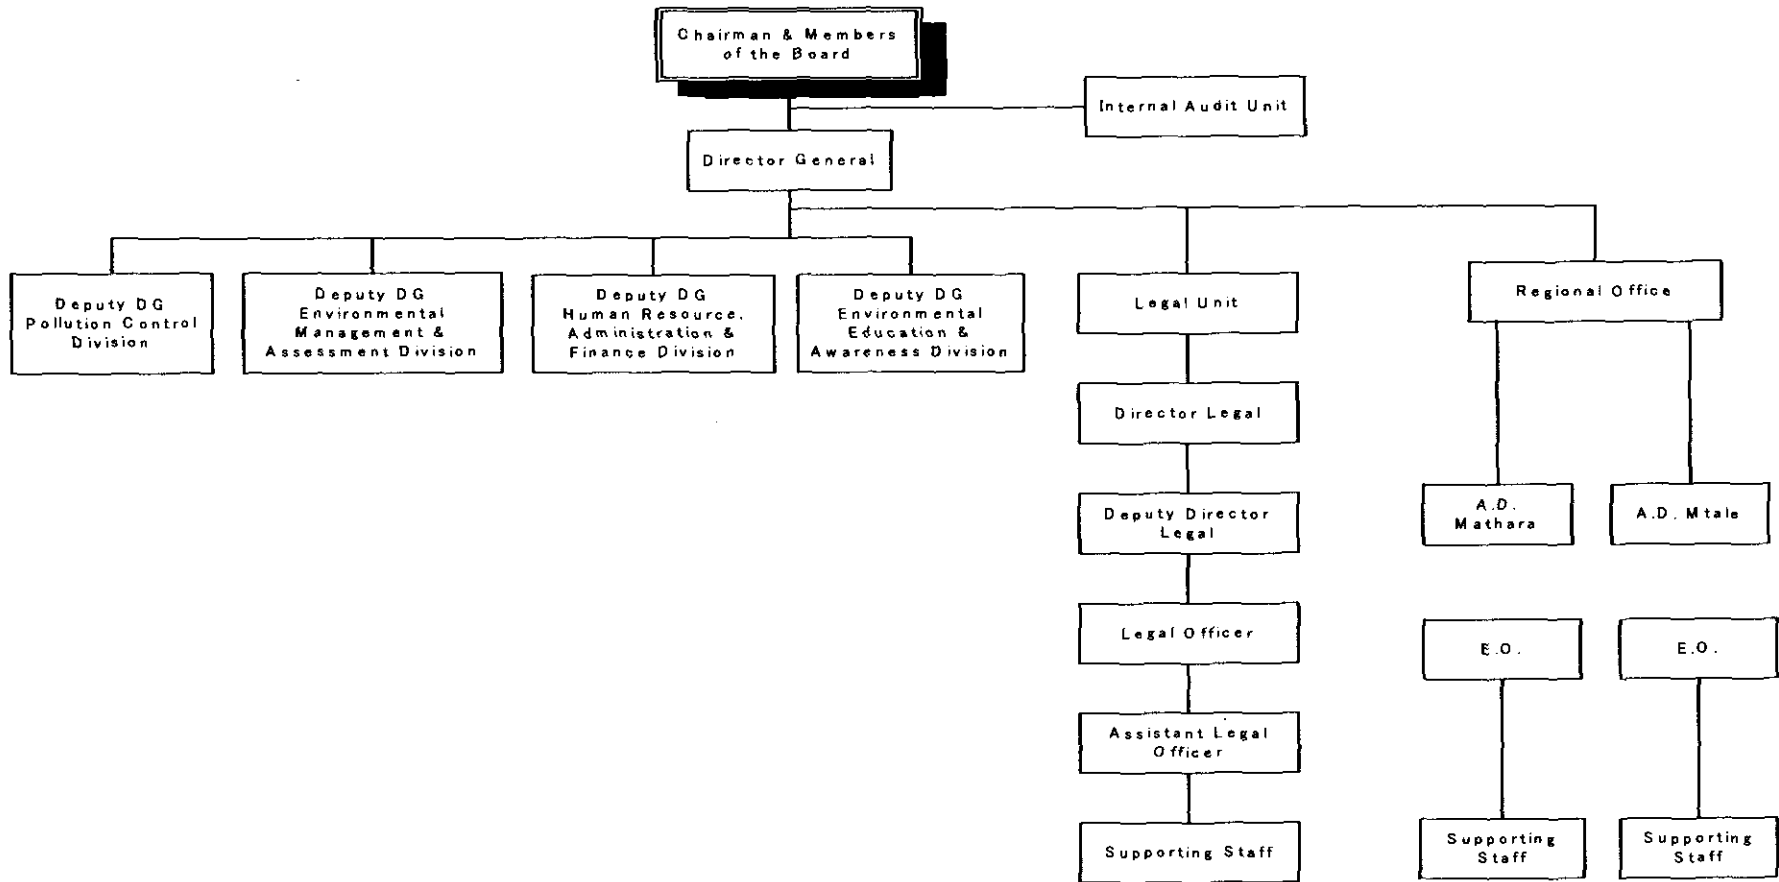 Chairman & Members
of the Board
Internal Audit Unit
Director General
Deputy DG
Pollution Control
Division
Deputy DG
Environmental
Management &
Assessment Division
Deputy DG
Human Resource,
Administration &
Finance Division
Deputy DG
Environmental
Education &
Awareness Division
Legal Unit
Regional Office
Director Legal
Deputy Director
Legal
A.D.
Mathara
A.D. Mtale
Legal Officer
E.O.
E.O.
Assistant Legal
Officer
Supporting Staff
Supporting
Staff
Supporting
Staff